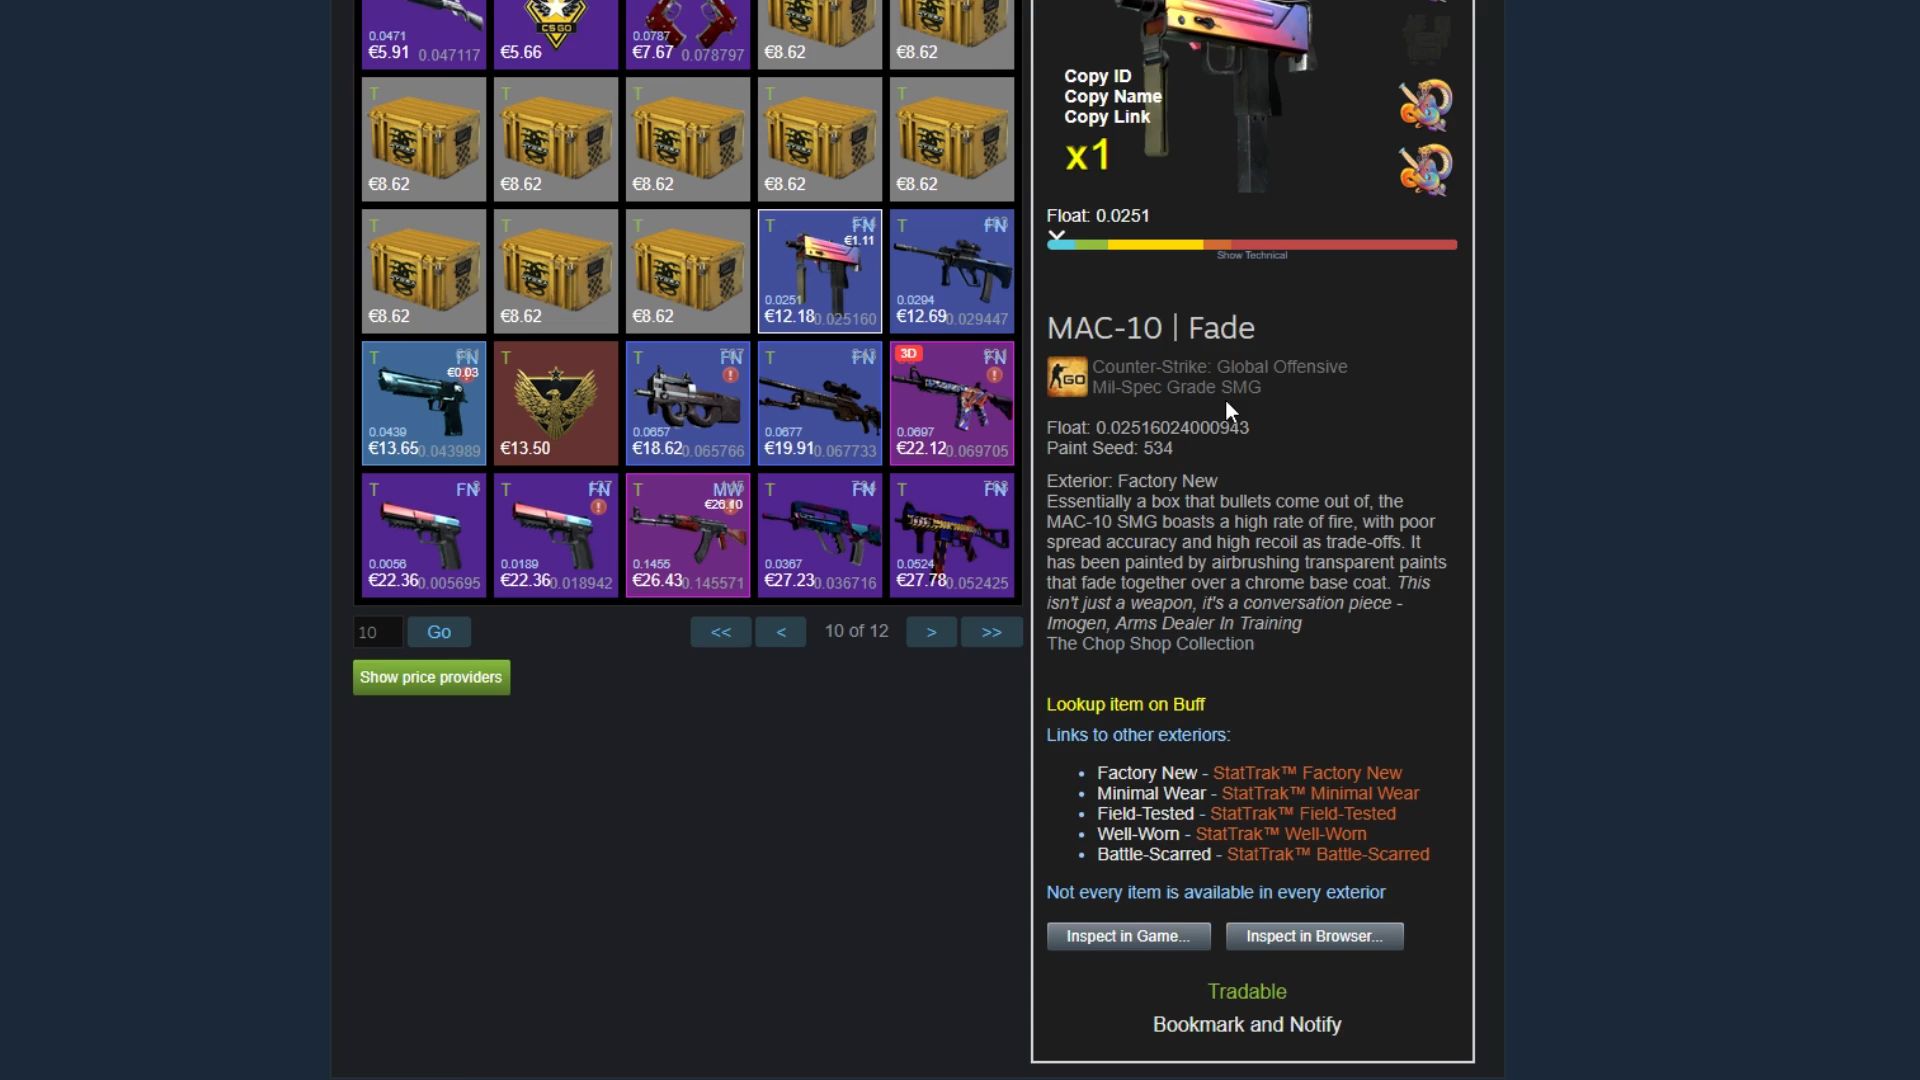 0.0471
€5.91 0.047117
CS GO
€5.66
0.0787
€7.67 0.078797
€8.62
€8.62
T
€8.62
T
€8.62
T
€8.62
T
€8.62
T
€8.62
T
€8.62
T
€8.62
T
€8.62
T FN
€1.11
0.0251
€12.18 0.025160
T FN
0.0294
€12.69 0.029447
T FN
€0.03
0.0439
€13.65 0.043989
T
€13.50
T FN
0.0657
€18.62 0.065766
T FN
0.0677
€19.91 0.067733
3D FN
0.0697
€22.12 0.069705
T FN
0.0056
€22.36 0.005695
T FN
0.0189
€22.36 0.018942
T MW
€26.10
0.1455
€26.43 0.145571
T FN
0.0367
€27.23 0.036716
T FN
0.0524
€27.78 0.052425
10 Go << < 10 of 12 > >>
Show price providers
Copy ID
Copy Name
Copy Link
x1
Float: 0.0251
Show Technical
MAC-10 | Fade
GO
Counter-Strike: Global Offensive
Mil-Spec Grade SMG
Float: 0.02516024000943
Paint Seed: 534
Exterior: Factory New
Essentially a box that bullets come out of, the
MAC-10 SMG boasts a high rate of fire, with poor
spread accuracy and high recoil as trade-offs. It
has been painted by airbrushing transparent paints
that fade together over a chrome base coat. This
isn't just a weapon, it's a conversation piece -
Imogen, Arms Dealer In Training
The Chop Shop Collection
Lookup item on Buff
Links to other exteriors:
• Factory New - StatTrak™ Factory New
• Minimal Wear - StatTrak™ Minimal Wear
• Field-Tested - StatTrak™ Field-Tested
• Well-Worn - StatTrak™ Well-Worn
• Battle-Scarred - StatTrak™ Battle-Scarred
Not every item is available in every exterior
Inspect in Game... Inspect in Browser...
Tradable
Bookmark and Notify